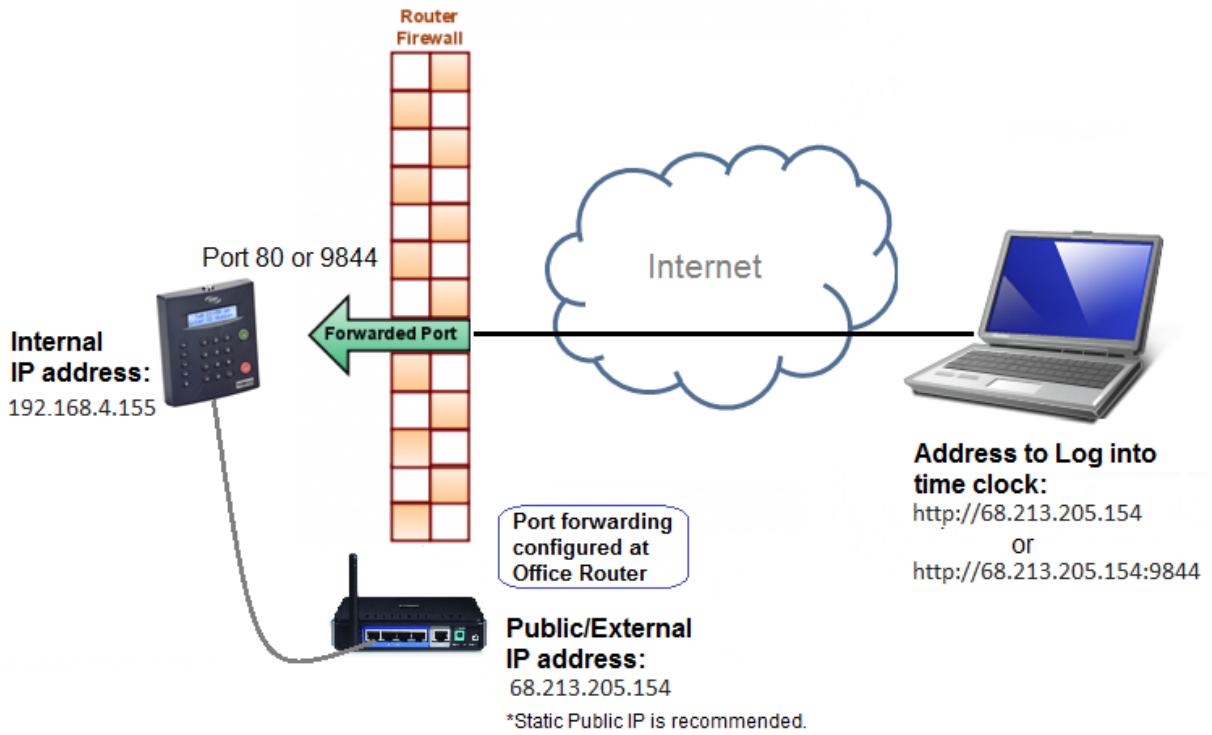 Router
Firewall
Port 80 or 9844
Internet
Forwarded Port
Internal
IP address:
192.168.4.155
Address to Log into
time clock:
http://68.213.205.154
or
http://68.213.205.154:9844
Port forwarding
configured at
Office Router
Public/External
IP address:
68.213.205.154
*Static Public IP is recommended.